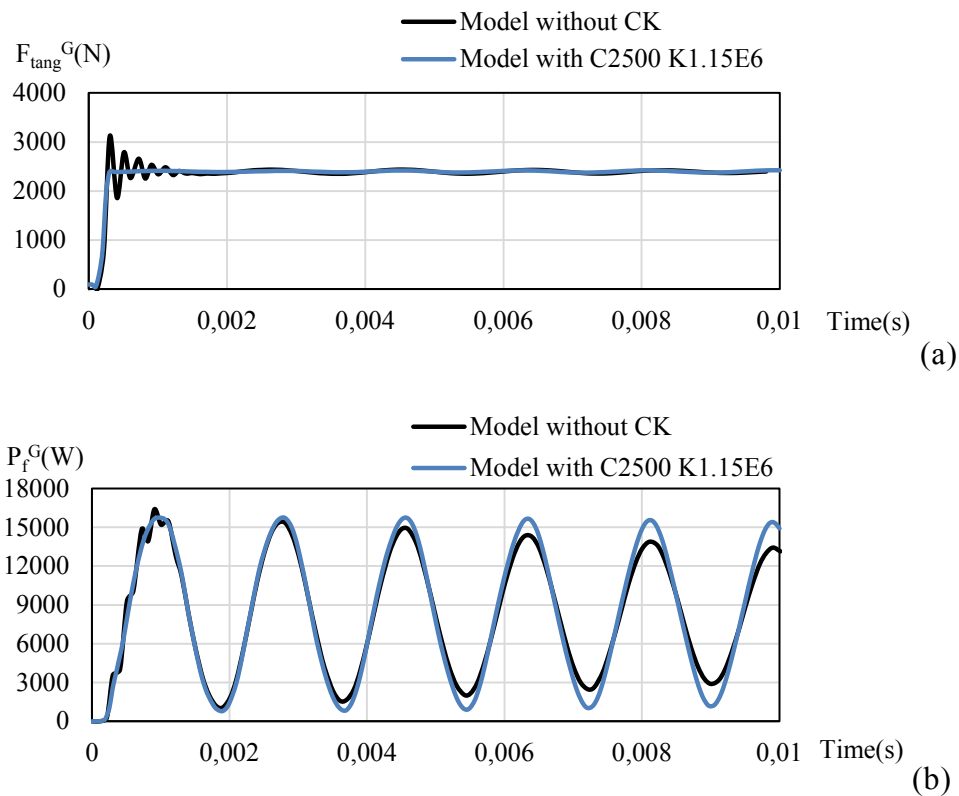 Model without CK
F_tang^G(N)
Model with C2500 K1.15E6
4000
3000
2000
1000
0
0 0,002 0,004 0,006 0,008 0,01 Time(s)
(a)
Model without CK
P_f^G(W)
Model with C2500 K1.15E6
18000
15000
12000
9000
6000
3000
0
0 0,002 0,004 0,006 0,008 0,01 Time(s)
(b)